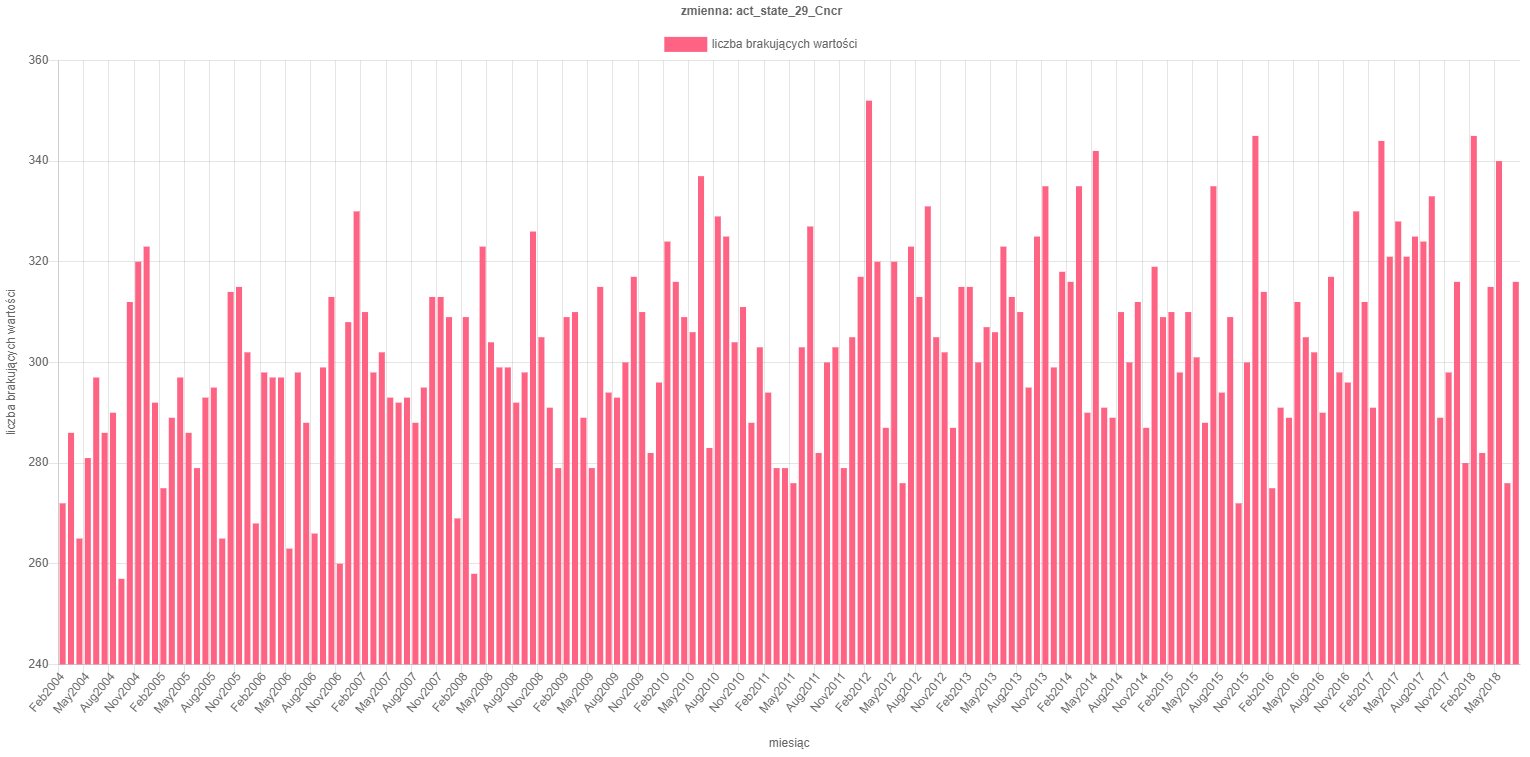 zmienna: act_state_29_Cncr
liczba brakujących wartości
360
340
320
300
280
260
240
liczba brakujących wartości
Feb2004
May2004
Aug2004
Nov2004
Feb2005
May2005
Aug2005
Nov2005
Feb2006
May2006
Aug2006
Nov2006
Feb2007
May2007
Aug2007
Nov2007
Feb2008
May2008
Aug2008
Nov2008
Feb2009
May2009
Aug2009
Nov2009
Feb2010
May2010
Aug2010
Nov2010
Feb2011
May2011
Aug2011
Nov2011
Feb2012
May2012
Aug2012
Nov2012
Feb2013
May2013
Aug2013
Nov2013
Feb2014
May2014
Aug2014
Nov2014
Feb2015
May2015
Aug2015
Nov2015
Feb2016
May2016
Aug2016
Nov2016
Feb2017
May2017
Aug2017
Nov2017
Feb2018
May2018
miesiąc